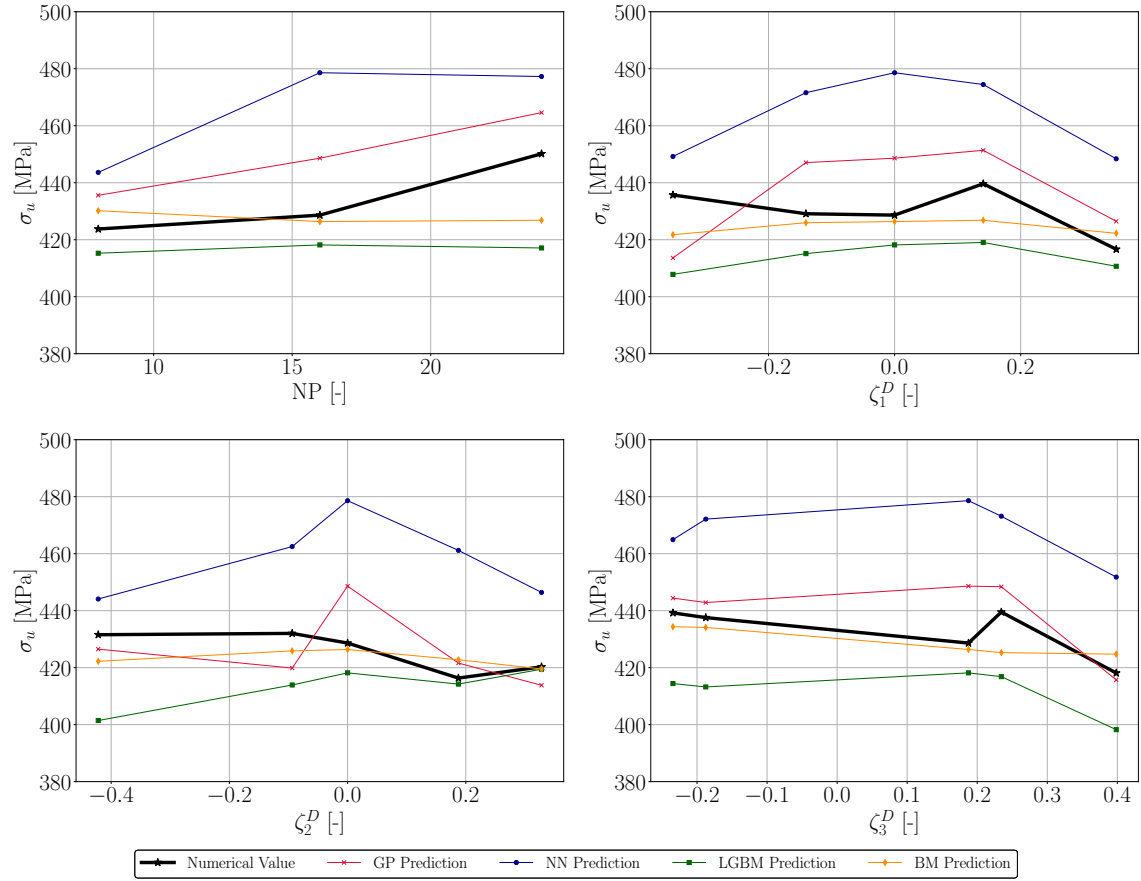 500
480
460
440
420
400
380
σ_u [MPa]
10 15 20
NP [-]
500
480
460
440
420
400
380
σ_u [MPa]
−0.2 0.0 0.2
ζ_1^D [-]
500
480
460
440
420
400
380
σ_u [MPa]
−0.4 −0.2 0.0 0.2
ζ_2^D [-]
500
480
460
440
420
400
380
σ_u [MPa]
−0.2 −0.1 0.0 0.1 0.2 0.3 0.4
ζ_3^D [-]
Numerical Value GP Prediction NN Prediction LGBM Prediction BM Prediction